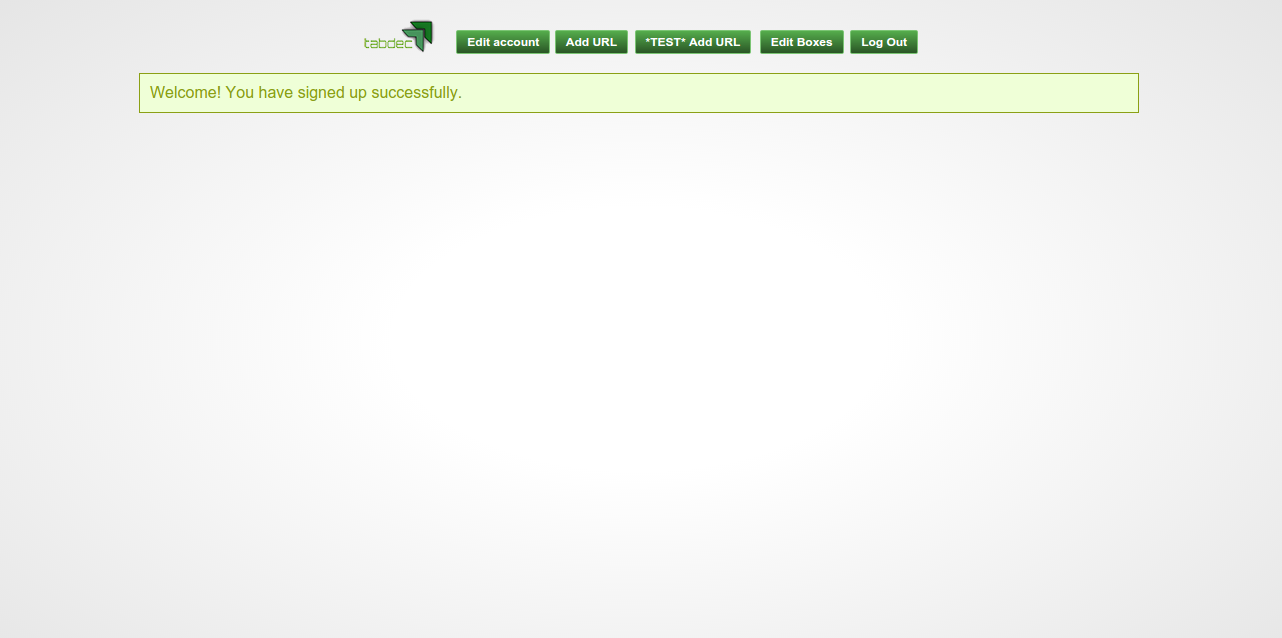 tabdec
Edit account
Add URL
*TEST* Add URL
Edit Boxes
Log Out
Welcome! You have signed up successfully.